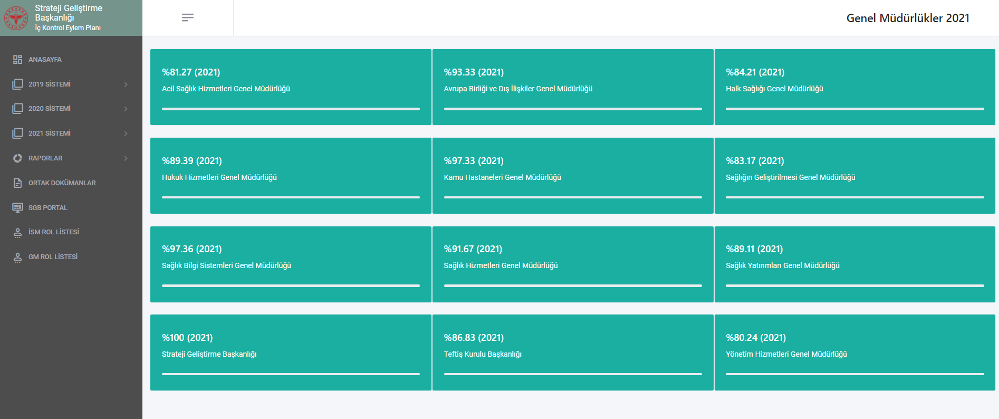 Strateji Geliştirme
Başkanlığı
İç Kontrol Eylem Planı
Genel Müdürlükler 2021
ANASAYFA
2019 SİSTEMİ
2020 SİSTEMİ
2021 SİSTEMİ
RAPORLAR
ORTAK DOKÜMANLAR
SGB PORTAL
İSM ROL LİSTESİ
GM ROL LİSTESİ
%81.27 (2021)
Acil Sağlık Hizmetleri Genel Müdürlüğü
%93.33 (2021)
Avrupa Birliği ve Dış İlişkiler Genel Müdürlüğü
%84.21 (2021)
Halk Sağlığı Genel Müdürlüğü
%89.39 (2021)
Hukuk Hizmetleri Genel Müdürlüğü
%97.33 (2021)
Kamu Hastaneleri Genel Müdürlüğü
%83.17 (2021)
Sağlığın Geliştirilmesi Genel Müdürlüğü
%97.36 (2021)
Sağlık Bilgi Sistemleri Genel Müdürlüğü
%91.67 (2021)
Sağlık Hizmetleri Genel Müdürlüğü
%89.11 (2021)
Sağlık Yatırımları Genel Müdürlüğü
%100 (2021)
Strateji Geliştirme Başkanlığı
%86.83 (2021)
Teftiş Kurulu Başkanlığı
%80.24 (2021)
Yönetim Hizmetleri Genel Müdürlüğü